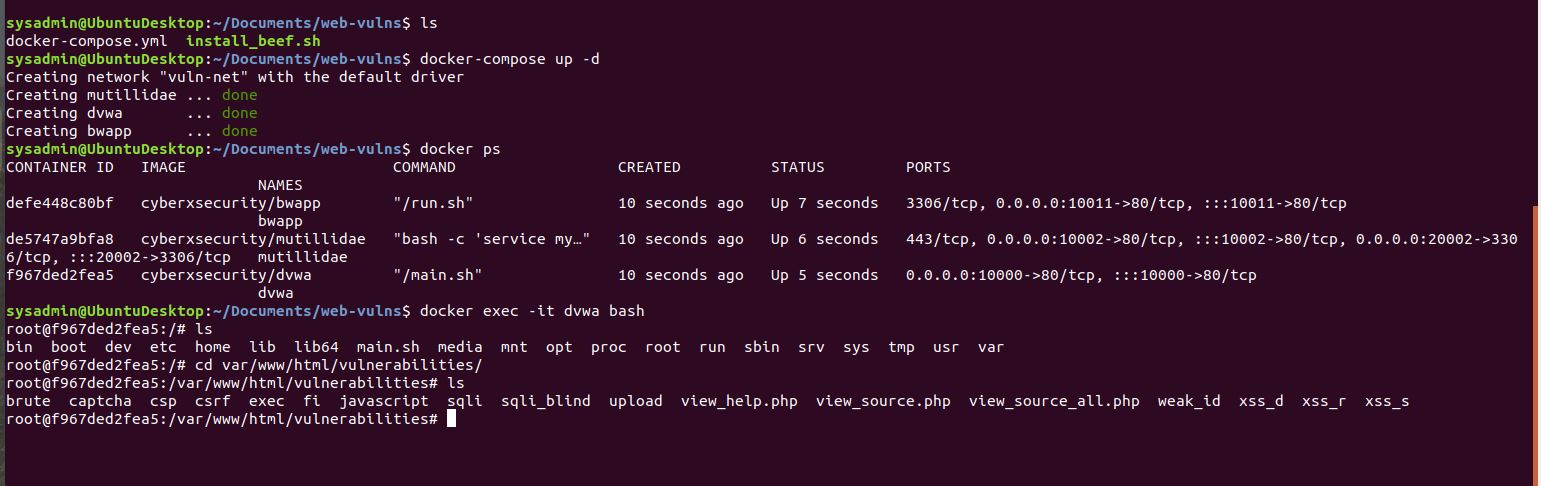 sysadmin@UbuntuDesktop:~/Documents/web-vulns$ ls
docker-compose.yml  install_beef.sh
sysadmin@UbuntuDesktop:~/Documents/web-vulns$ docker-compose up -d
Creating network "vuln-net" with the default driver
Creating mutillidae ... done
Creating dvwa       ... done
Creating bwapp      ... done
sysadmin@UbuntuDesktop:~/Documents/web-vulns$ docker ps
CONTAINER ID   IMAGE                       COMMAND                  CREATED          STATUS         PORTS
                            NAMES
defe448c80bf   cyberxsecurity/bwapp        "/run.sh"                10 seconds ago   Up 7 seconds   3306/tcp, 0.0.0.0:10011->80/tcp, :::10011->80/tcp
                            bwapp
de5747a9bfa8   cyberxsecurity/mutillidae   "bash -c 'service my…"   10 seconds ago   Up 6 seconds   443/tcp, 0.0.0.0:10002->80/tcp, :::10002->80/tcp, 0.0.0.0:20002->330
6/tcp, :::20002->3306/tcp   mutillidae
f967ded2fea5   cyberxsecurity/dvwa         "/main.sh"               10 seconds ago   Up 5 seconds   0.0.0.0:10000->80/tcp, :::10000->80/tcp
                            dvwa
sysadmin@UbuntuDesktop:~/Documents/web-vulns$ docker exec -it dvwa bash
root@f967ded2fea5:/# ls
bin  boot  dev  etc  home  lib  lib64  main.sh  media  mnt  opt  proc  root  run  sbin  srv  sys  tmp  usr  var
root@f967ded2fea5:/# cd var/www/html/vulnerabilities/
root@f967ded2fea5:/var/www/html/vulnerabilities# ls
brute  captcha  csp  csrf  exec  fi  javascript  sqli  sqli_blind  upload  view_help.php  view_source.php  view_source_all.php  weak_id  xss_d  xss_r  xss_s
root@f967ded2fea5:/var/www/html/vulnerabilities#